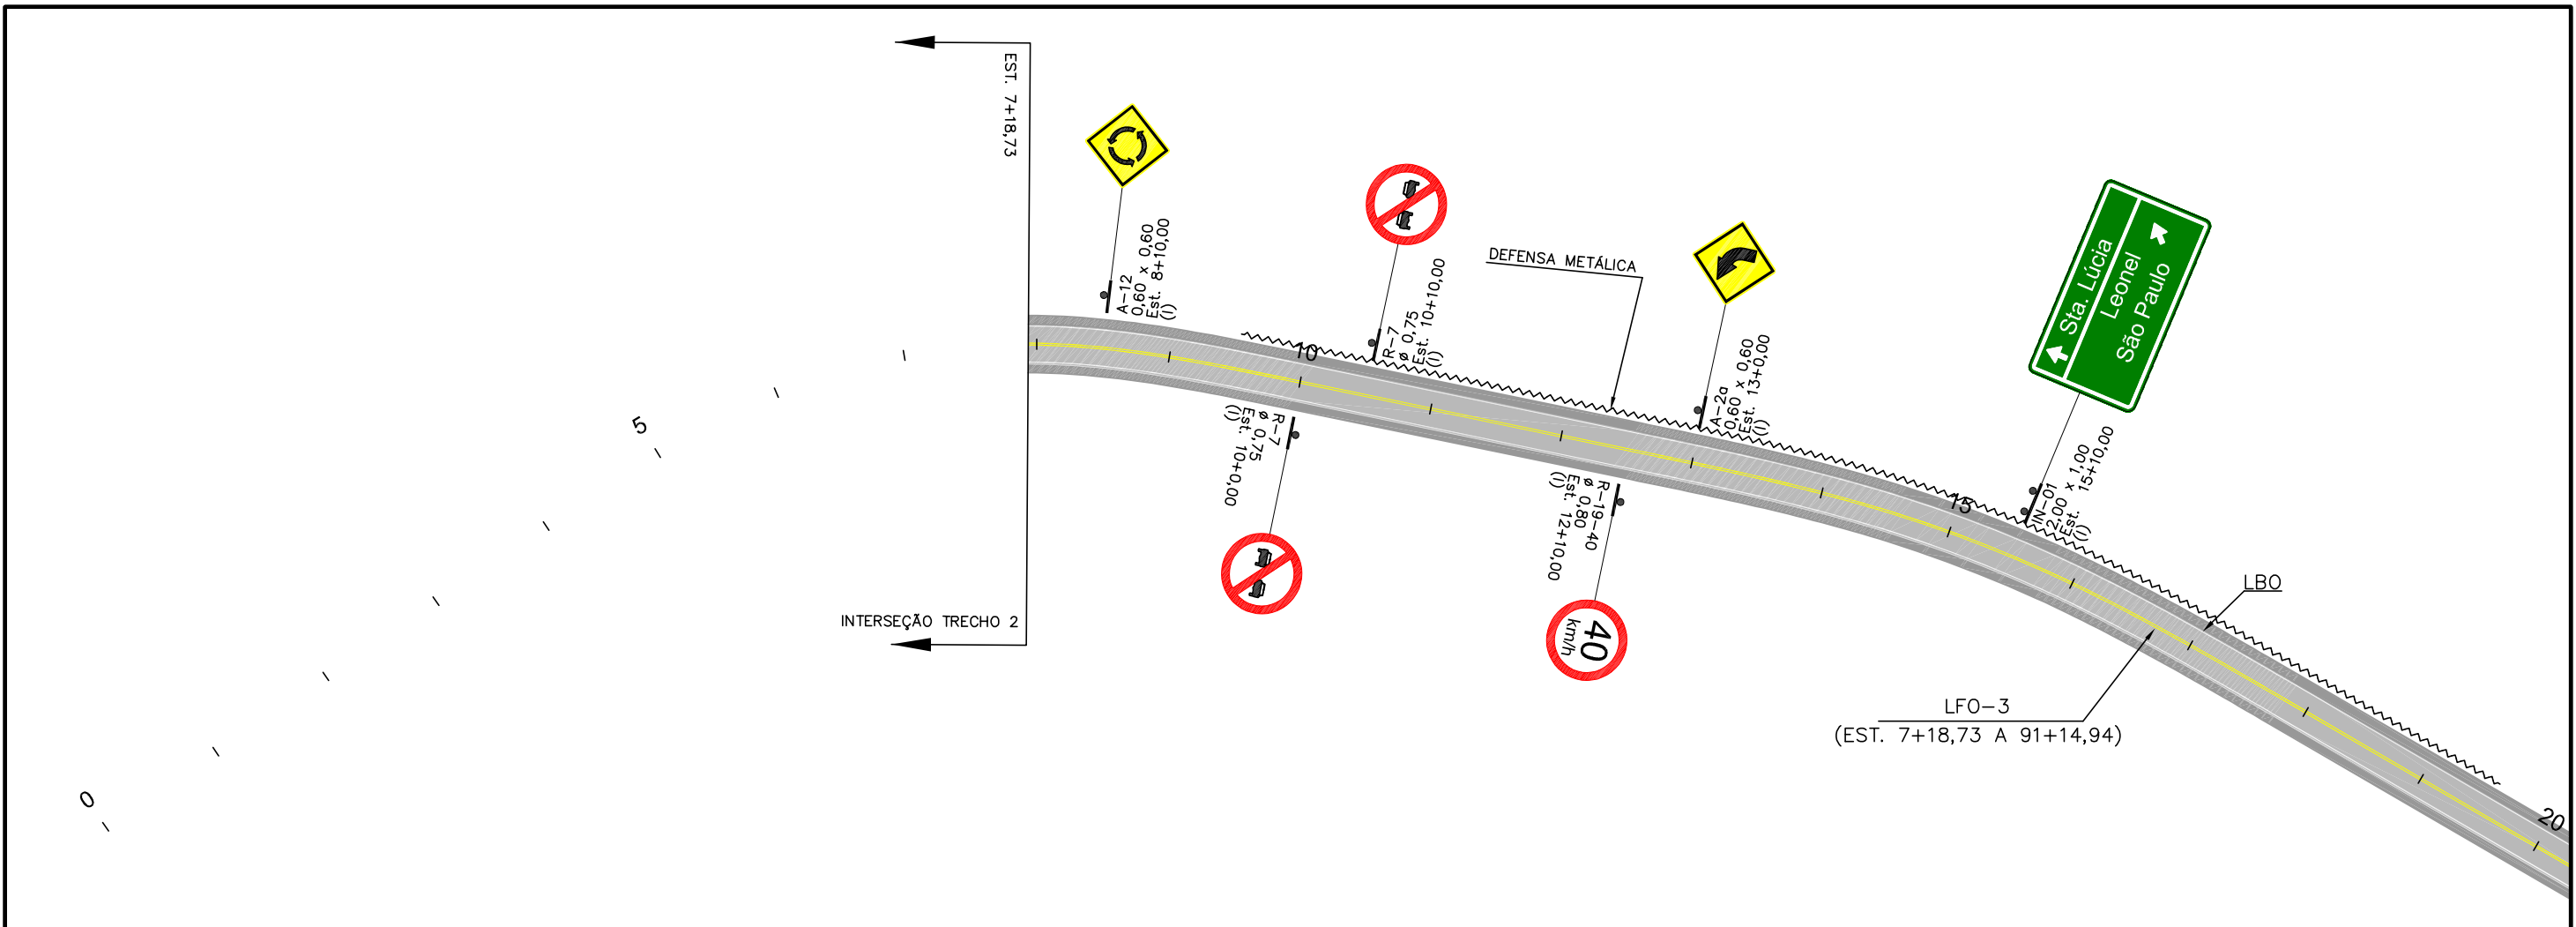 EST. 7+18,73
INTERSEÇÃO TRECHO 2
A-12
0,60 x 0,60
Est. 8+10,00
(I)
R-7
ø 0,75
Est. 10+10,00
(I)
DEFENSA METÁLICA
A-2a
0,60 x 0,60
Est. 13+0,00
(I)
Sta. Lúcia
Leonel
São Paulo
IN-01
2,00 x 1,00
Est. 15+10,00
(I)
R-7
ø 0,75
Est. 10+0,00
(I)
R-19-40
ø 0,80
Est. 12+10,00
(I)
40
km/h
LBO
LFO-3
(EST. 7+18,73 A 91+14,94)
0
5
10
15
20